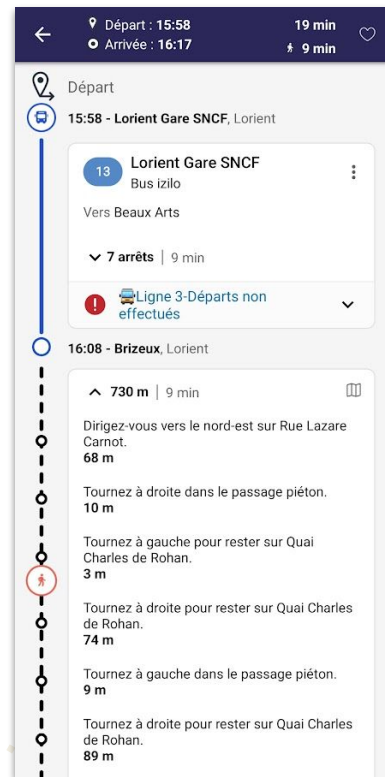 Départ : 15:58
19 min
Arrivée : 16:17
9 min
Départ
15:58 - Lorient Gare SNCF, Lorient
13
Lorient Gare SNCF
Bus izilo
Vers Beaux Arts
7 arrêts | 9 min
Ligne 3-Départs non
effectués
16:08 - Brizeux, Lorient
730 m | 9 min
Dirigez-vous vers le nord-est sur Rue Lazare
Carnot.
68 m
Tournez à droite dans le passage piéton.
10 m
Tournez à gauche pour rester sur Quai
Charles de Rohan.
3 m
Tournez à droite pour rester sur Quai Charles
de Rohan.
74 m
Tournez à gauche dans le passage piéton.
9 m
Tournez à droite pour rester sur Quai Charles
de Rohan.
89 m